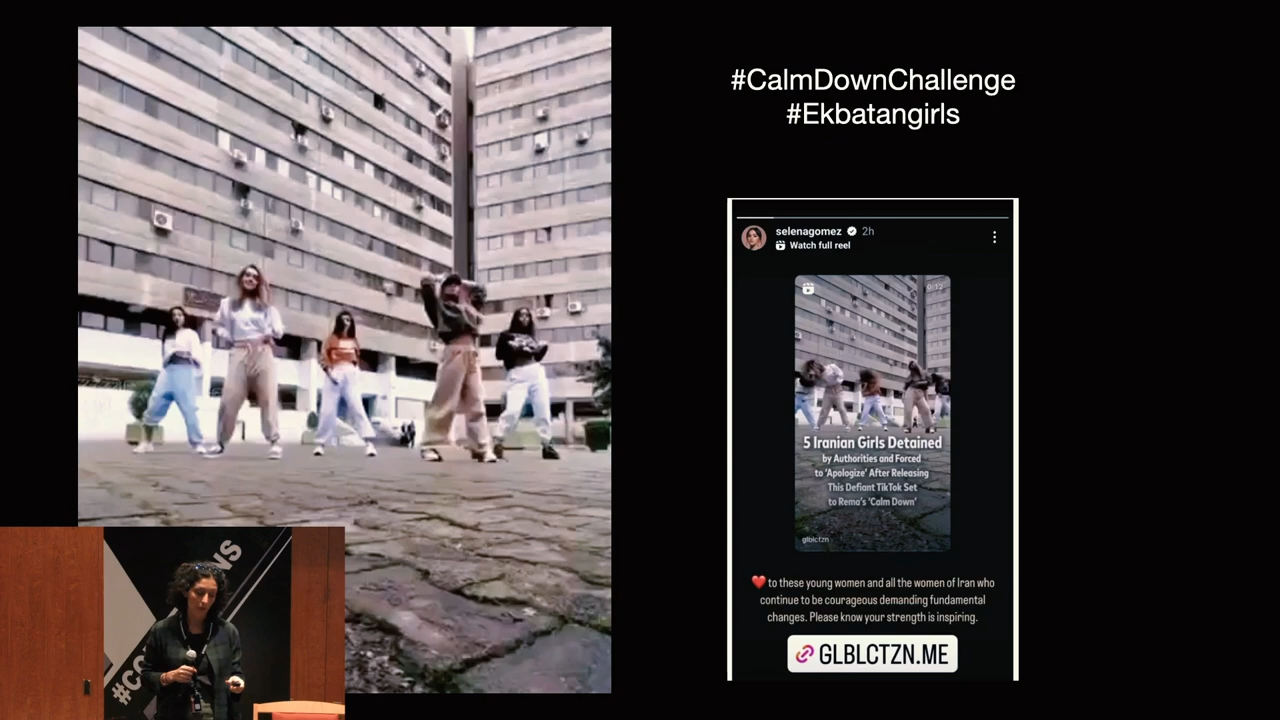 #CalmDownChallenge
#Ekbatangirls
selenagomez 2h
Watch full reel
0:12
5 Iranian Girls Detained
by Authorities and Forced
to 'Apologize' After Releasing
This Defiant TikTok Set
to Rema's 'Calm Down'
glblctzn
❤️ to these young women and all the women of Iran who
continue to be courageous demanding fundamental
changes. Please know your strength is inspiring.
GLBLCTZN.ME